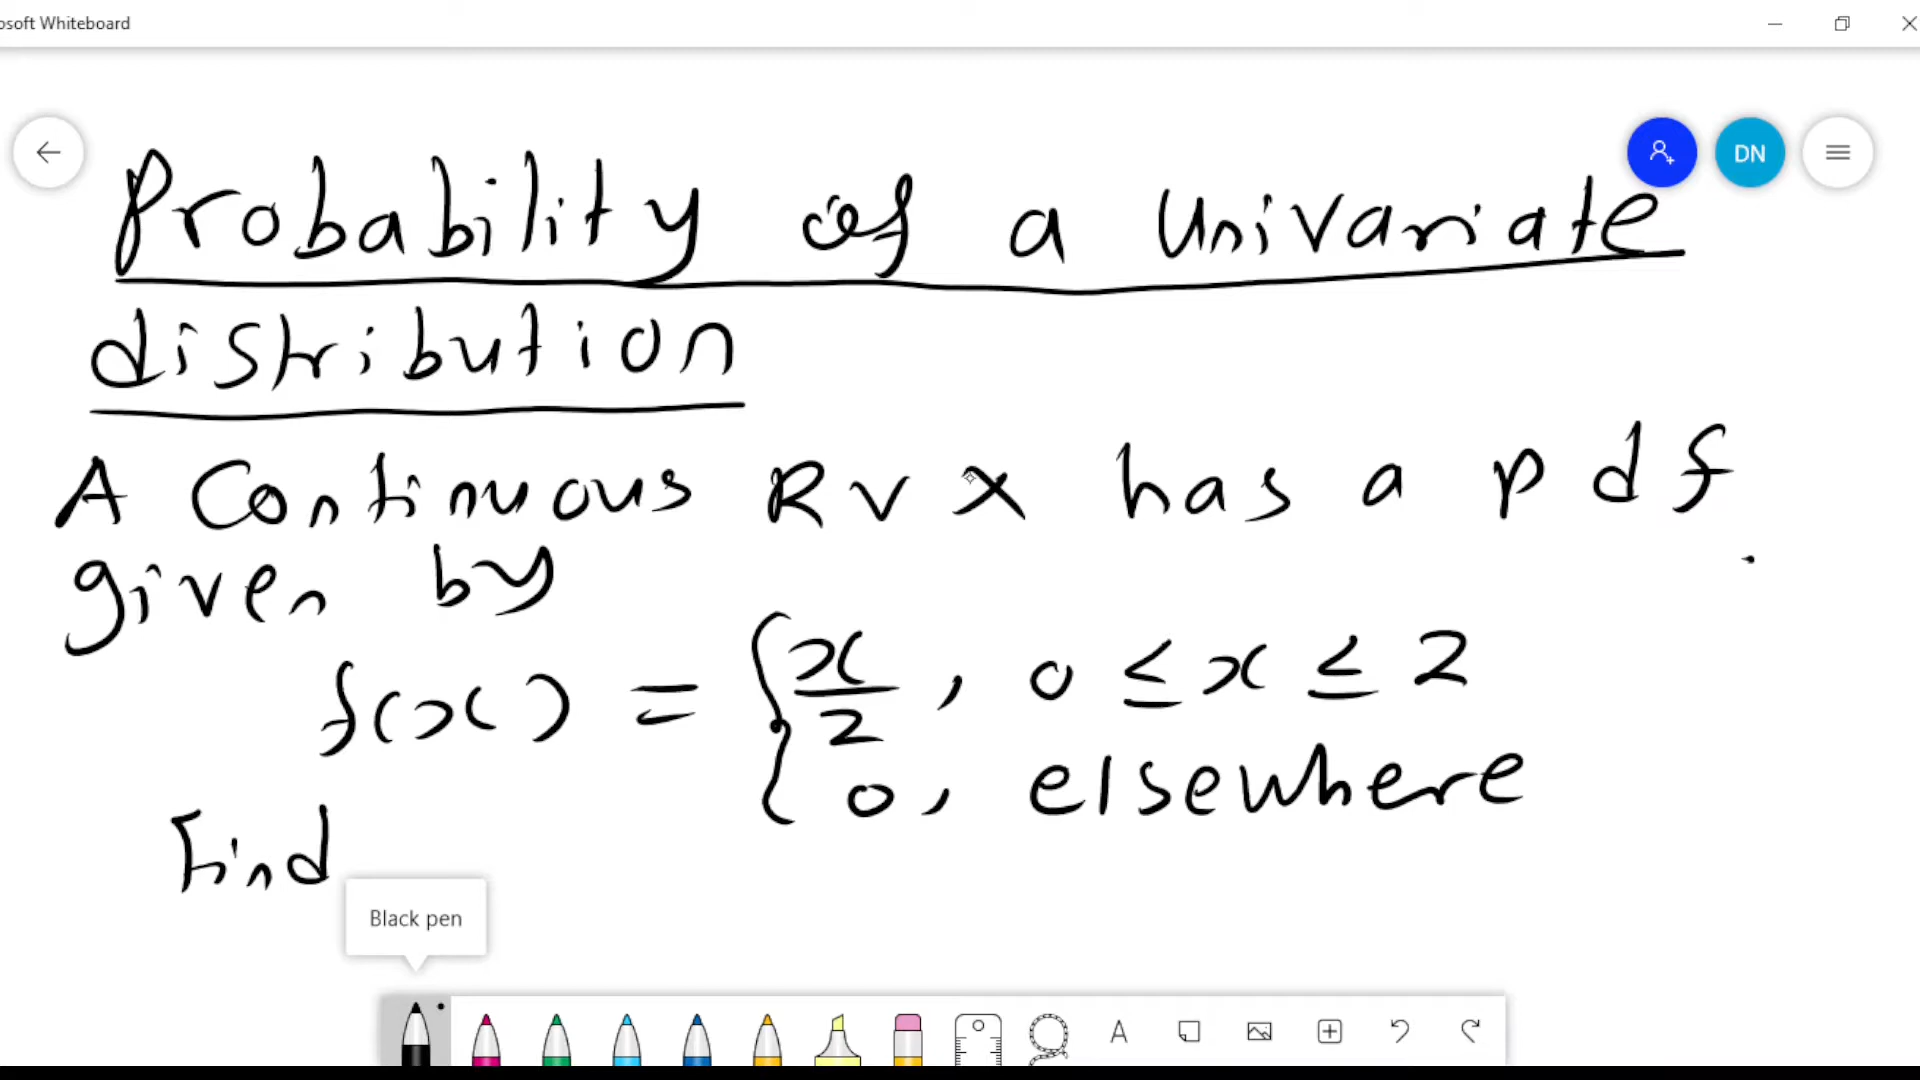 osoft Whiteboard
DN
Probability of a Univariate
distribution
A Continuous RV X has a pdf
given by
f(x) = { x/2 , 0 ≤ x ≤ 2
0, elsewhere
Find
Black pen
A